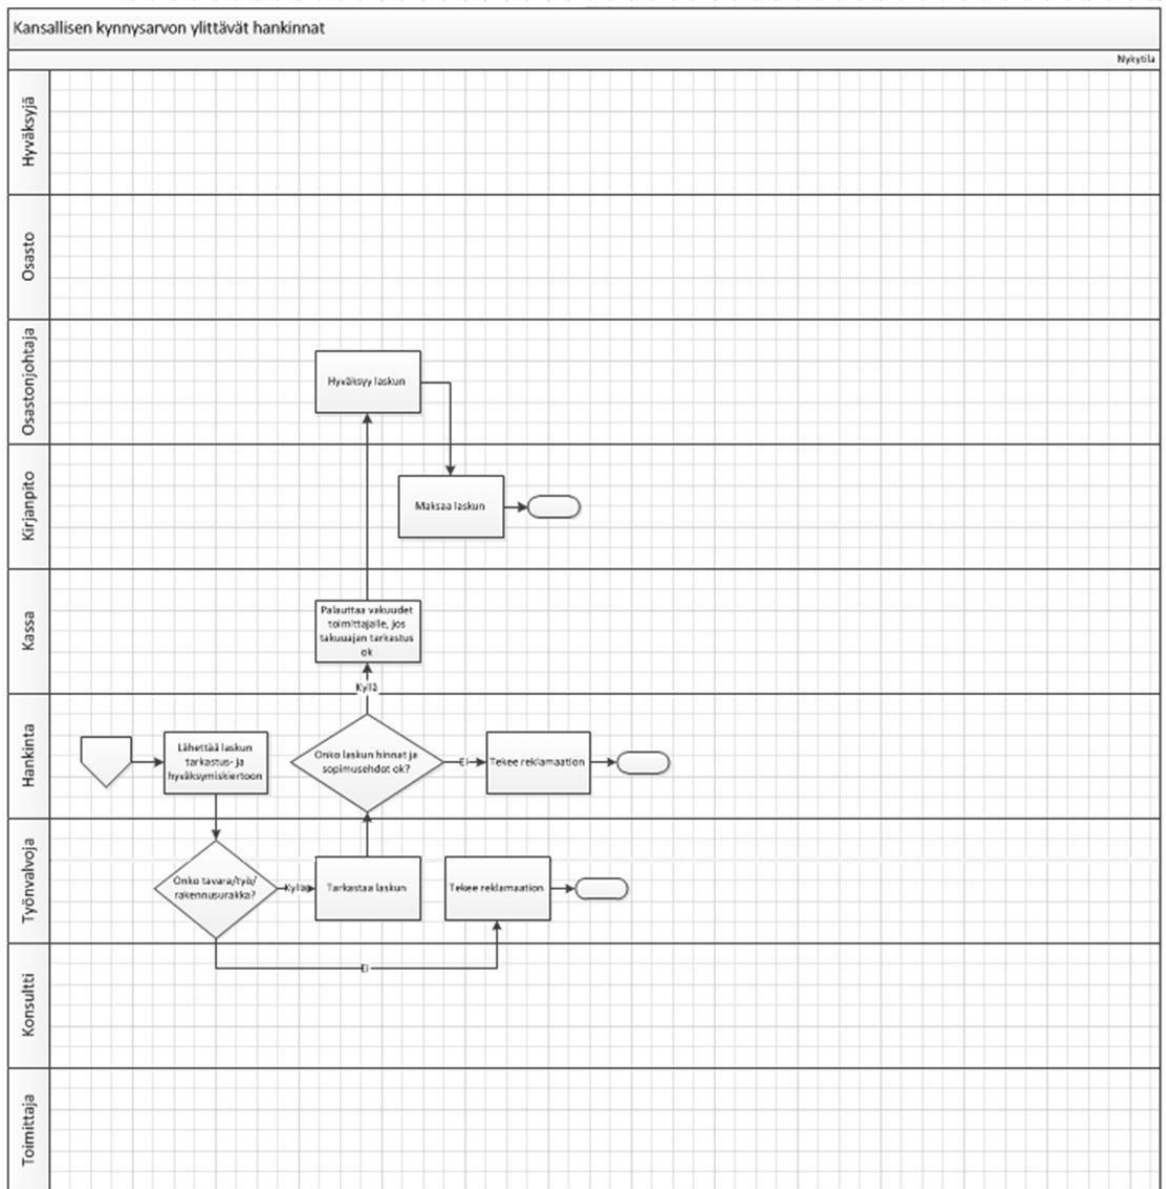 Kansallisen kynnysarvon ylittävät hankinnat
Nykytila
Hyväksyjä
Osasto
Osastonjohtaja
Hyväksyy laskun
Kirjanpito
Maksaa laskun
Kassa
Palauttaa vakuudet
toimittajalle, jos
takuuajan tarkastus
ok
Kyllä
Hankinta
Lähettää laskun
tarkastus- ja
hyväksymiskiertoon
Onko laskun hinnat ja
sopimusehdot ok?
Ei
Tekee reklamaation
Työnvalvoja
Onko tavara/työ/
rakennusurakka?
Kyllä
Tarkastaa laskun
Tekee reklamaation
Ei
Konsultti
Toimittaja